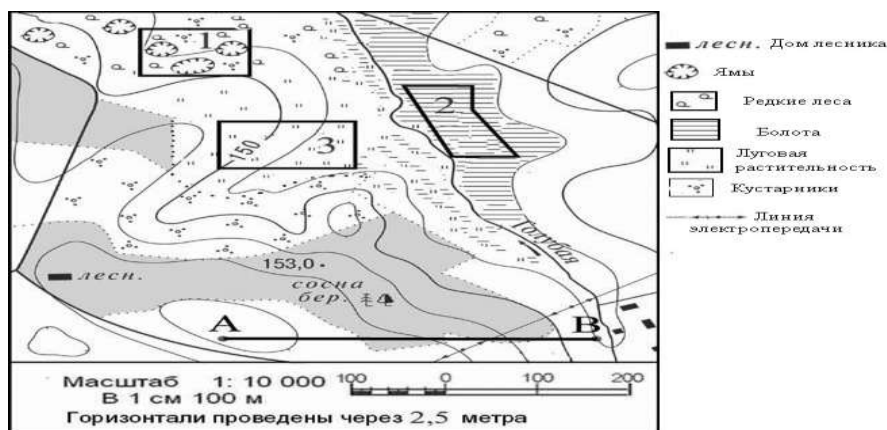 1
2
150
3
Голубая
153,0
лесн.
сосна
бер.
А
В
Масштаб 1: 10 000
В 1 см 100 м
100 0 100 200
Горизонтали проведены через 2,5 метра
лесн. Дом лесника
Ямы
Редкие леса
Болота
Луговая
растительность
Кустарники
Линия
электропередачи